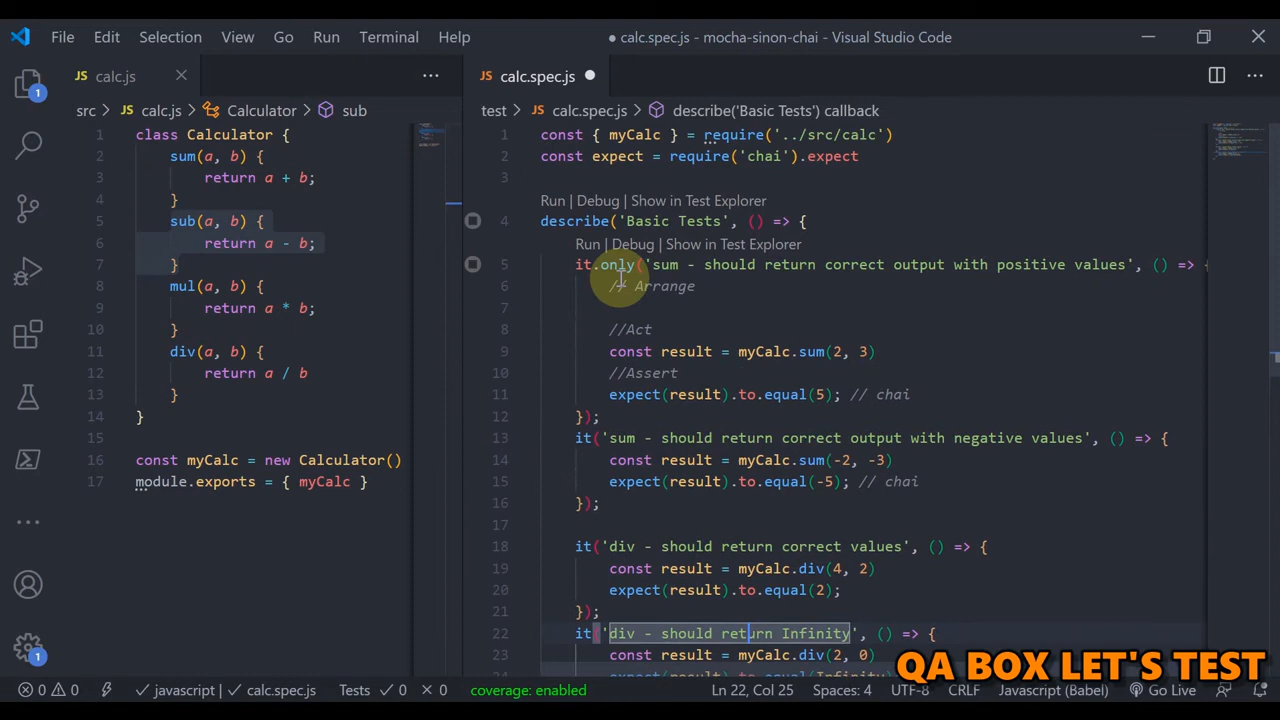 File Edit Selection View Go Run Terminal Help
● calc.spec.js - mocha-sinon-chai - Visual Studio Code
JS calc.js
src > JS calc.js > Calculator > sub
1 class Calculator {
2 sum(a, b) {
3 return a + b;
4 }
5 sub(a, b) {
6 return a - b;
7 }
8 mul(a, b) {
9 return a * b;
10 }
11 div(a, b) {
12 return a / b
13 }
14 }
15
16 const myCalc = new Calculator()
17 module.exports = { myCalc }
JS calc.spec.js ●
test > JS calc.spec.js > describe('Basic Tests') callback
1 const { myCalc } = require('../src/calc')
2 const expect = require('chai').expect
3
Run | Debug | Show in Test Explorer
4 describe('Basic Tests', () => {
Run | Debug | Show in Test Explorer
5 it.only('sum - should return correct output with positive values', () => {
6 // Arrange
7
8 //Act
9 const result = myCalc.sum(2, 3)
10 //Assert
11 expect(result).to.equal(5); // chai
12 });
13 it('sum - should return correct output with negative values', () => {
14 const result = myCalc.sum(-2, -3)
15 expect(result).to.equal(-5); // chai
16 });
17
18 it('div - should return correct values', () => {
19 const result = myCalc.div(4, 2)
20 expect(result).to.equal(2);
21 });
22 it('div - should return Infinity', () => {
23 const result = myCalc.div(2, 0)
24 expect(result).to.equal(Infinity)
1
1
QA BOX LET'S TEST
0 0 javascript | calc.spec.js Tests 0 0 coverage: enabled Ln 22, Col 25 Spaces: 4 UTF-8 CRLF Javascript (Babel) Go Live